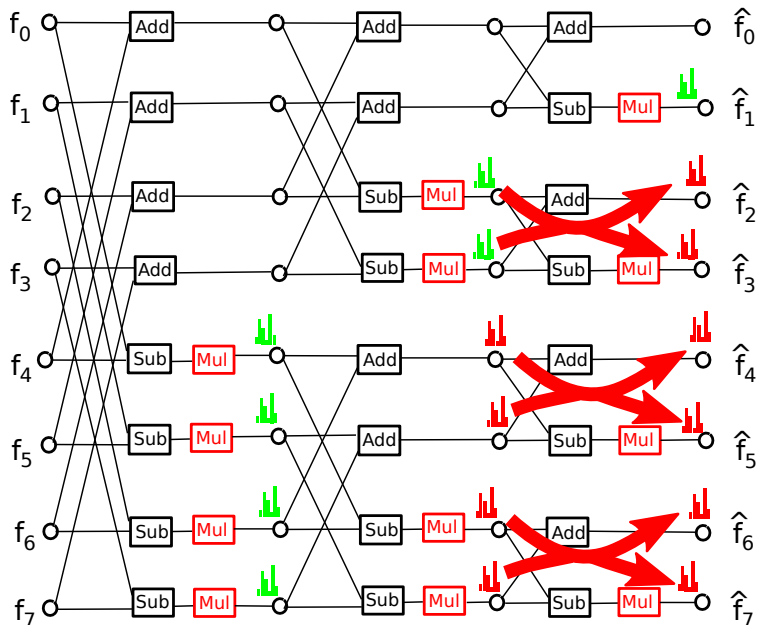 f0 Add Add Add f̂0
f1 Add Add Sub Mul f̂1
f2 Add Sub Mul Add f̂2
f3 Add Sub Mul Sub Mul f̂3
f4 Sub Mul Add Add f̂4
f5 Sub Mul Add Sub Mul f̂5
f6 Sub Mul Sub Mul Add f̂6
f7 Sub Mul Sub Mul Sub Mul f̂7